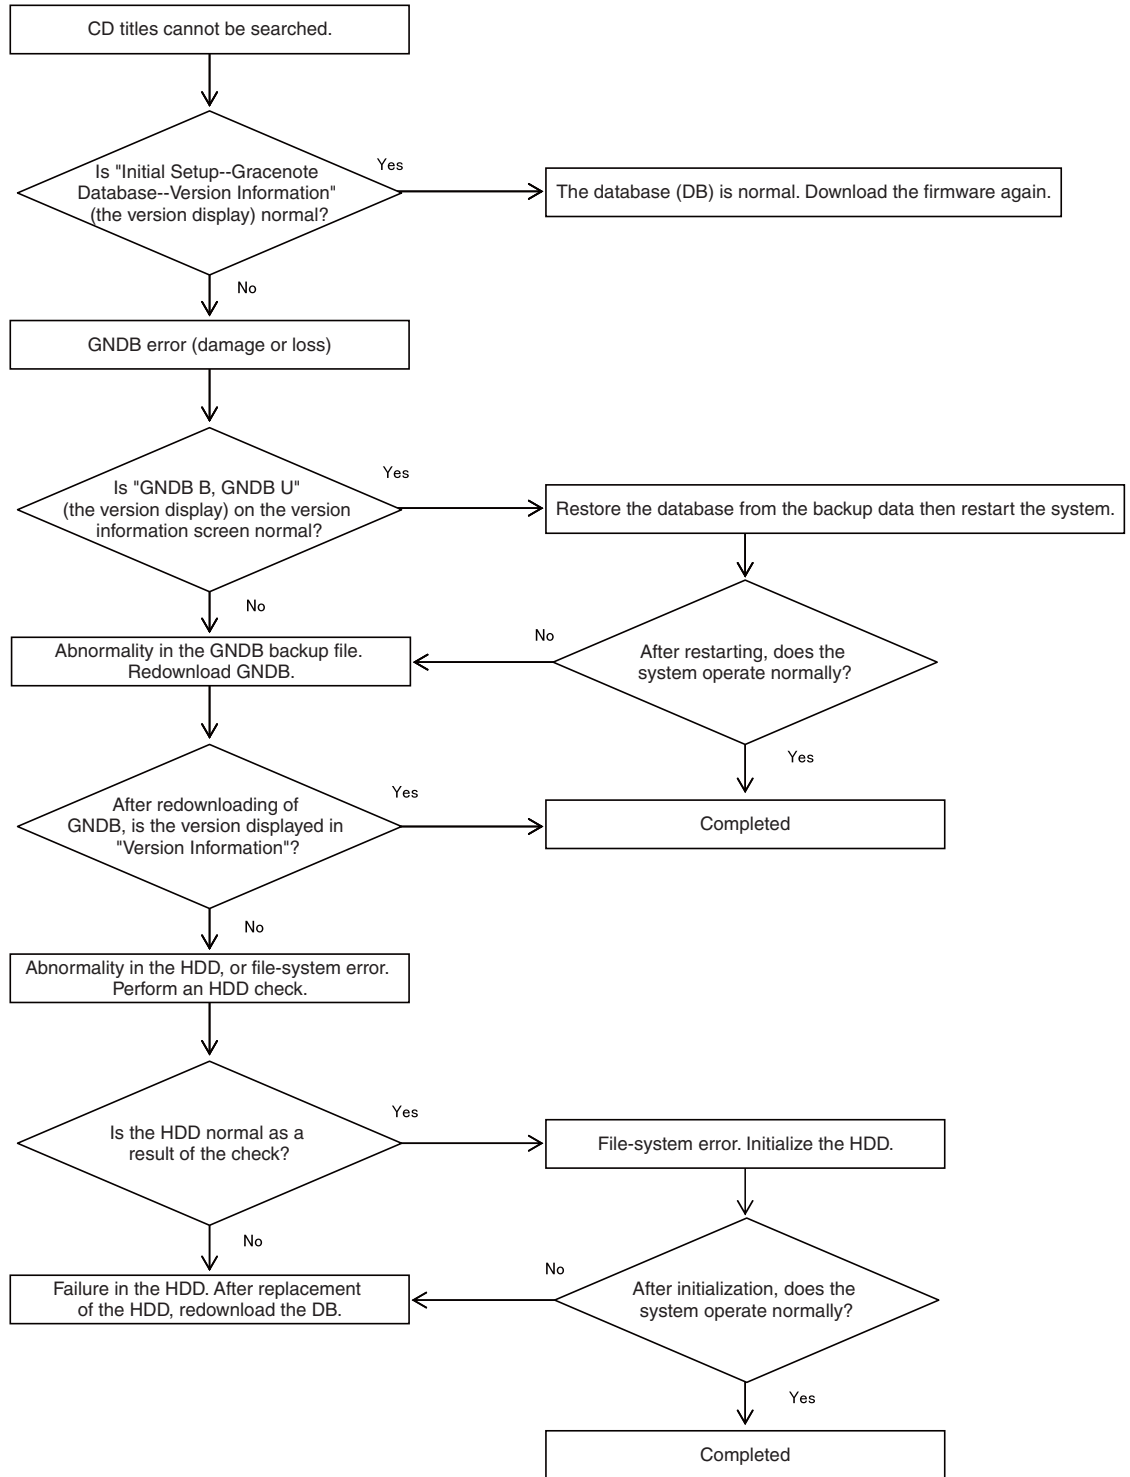 CD titles cannot be searched.
Is "Initial Setup--Gracenote
Database--Version Information"
(the version display) normal?
Yes
The database (DB) is normal. Download the firmware again.
No
GNDB error (damage or loss)
Is "GNDB B, GNDB U"
(the version display) on the version
information screen normal?
Yes
Restore the database from the backup data then restart the system.
No
Abnormality in the GNDB backup file.
Redownload GNDB.
No
After restarting, does the
system operate normally?
Yes
After redownloading of
GNDB, is the version displayed in
"Version Information"?
Yes
Completed
No
Abnormality in the HDD, or file-system error.
Perform an HDD check.
Is the HDD normal as a
result of the check?
Yes
File-system error. Initialize the HDD.
No
Failure in the HDD. After replacement
of the HDD, redownload the DB.
No
After initialization, does the
system operate normally?
Yes
Completed